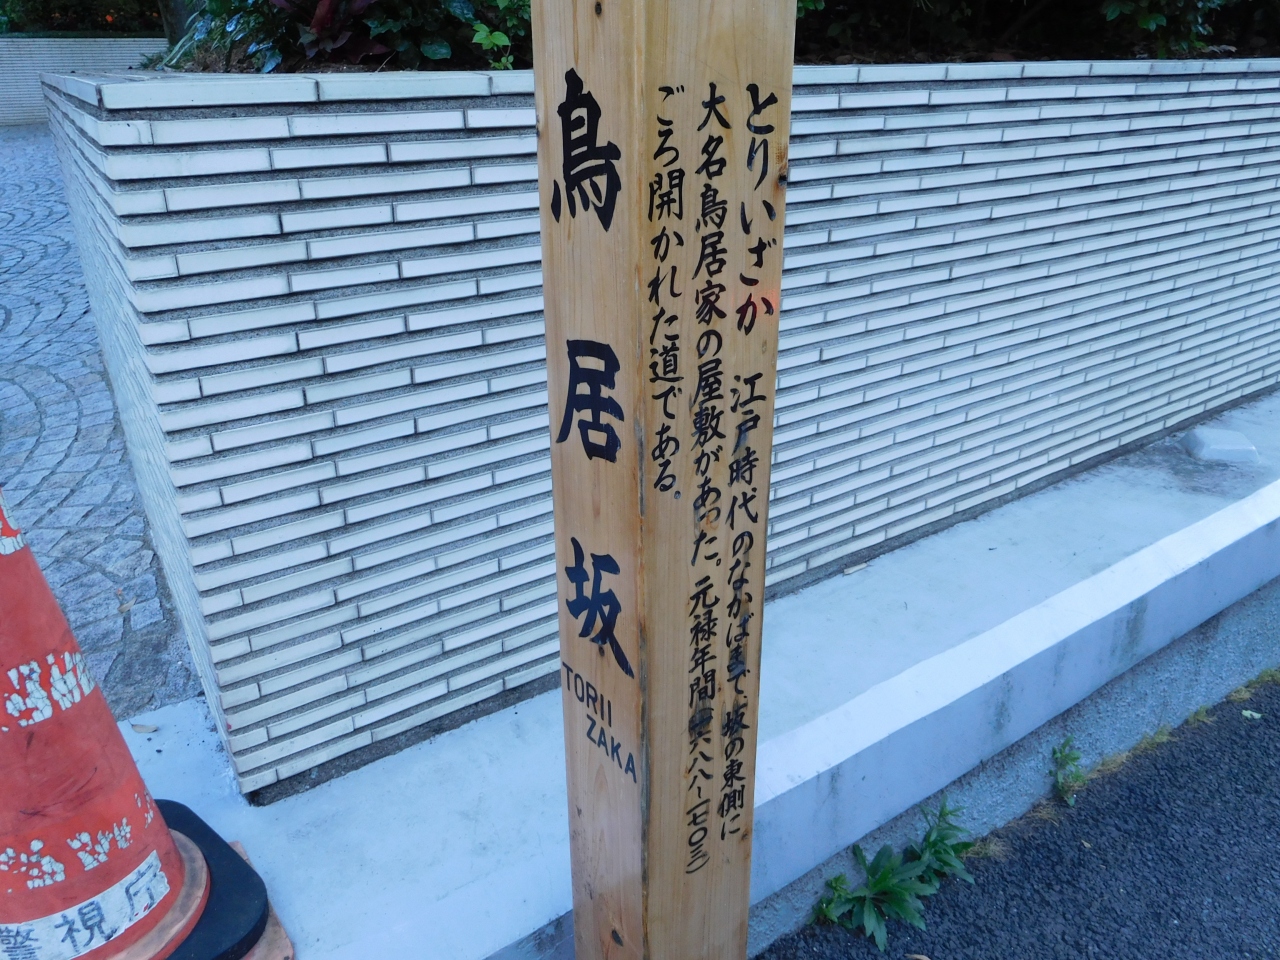 鳥居坂
TORII
ZAKA
とりいざか 江戸時代のなかばまで、坂の東側に
大名鳥居家の屋敷があった。元禄年間(一六八八〜一七〇三)
ごろ開かれた道である。
警視庁